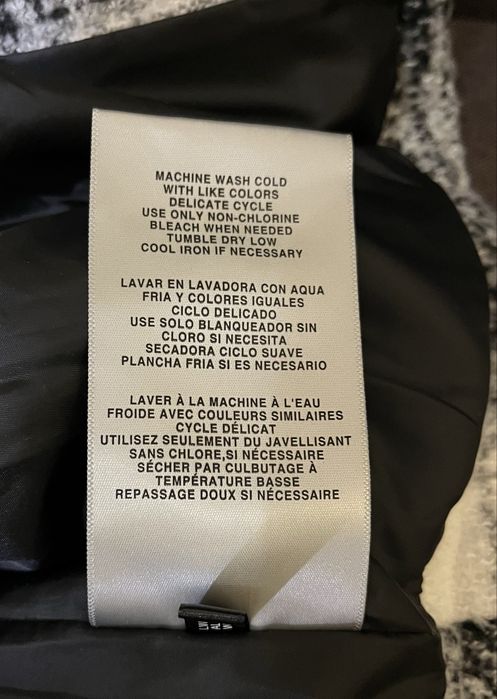 MACHINE WASH COLD
WITH LIKE COLORS
DELICATE CYCLE
USE ONLY NON-CHLORINE
BLEACH WHEN NEEDED
TUMBLE DRY LOW
COOL IRON IF NECESSARY
LAVAR EN LAVADORA CON AQUA
FRIA Y COLORES IGUALES
CICLO DELICADO
USE SOLO BLANQUEADOR SIN
CLORO SI NECESITA
SECADORA CICLO SUAVE
PLANCHA FRIA SI ES NECESARIO
LAVER À LA MACHINE À L'EAU
FROIDE AVEC COULEURS SIMILAIRES
CYCLE DÉLICAT
UTILISEZ SEULEMENT DU JAVELLISANT
SANS CHLORE,SI NÉCESSAIRE
SÉCHER PAR CULBUTAGE À
TEMPÉRATURE BASSE
REPASSAGE DOUX SI NÉCESSAIRE